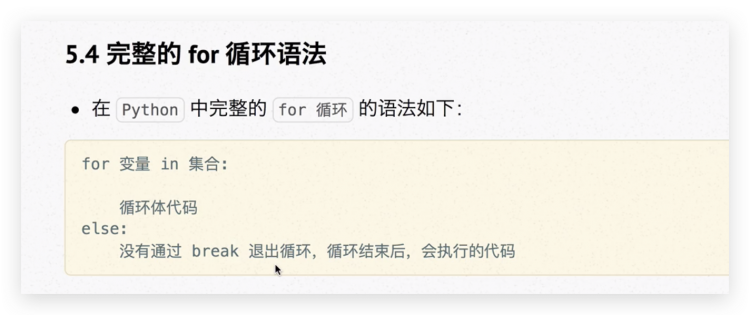 5.4 完整的 for 循环语法
• 在 Python 中完整的 for 循环 的语法如下：
for 变量 in 集合:
循环体代码
else:
没有通过 break 退出循环，循环结束后，会执行的代码